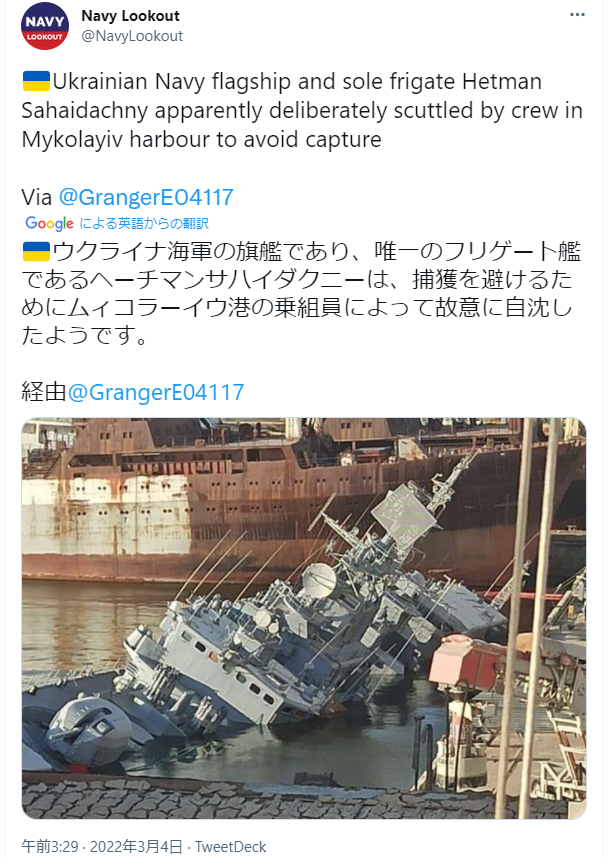 NAVY
LOOKOUT
Navy Lookout
@NavyLookout
🇺🇦Ukrainian Navy flagship and sole frigate Hetman
Sahaidachny apparently deliberately scuttled by crew in
Mykolayiv harbour to avoid capture
Via @GrangerE04117
Google による英語からの翻訳
🇺🇦ウクライナ海軍の旗艦であり、唯一のフリゲート艦
であるヘーチマンサハイダクニーは、捕獲を避けるた
めにムィコラーイウ港の乗組員によって故意に自沈し
たようです。
経由@GrangerE04117
午前3:29 · 2022年3月4日 · TweetDeck